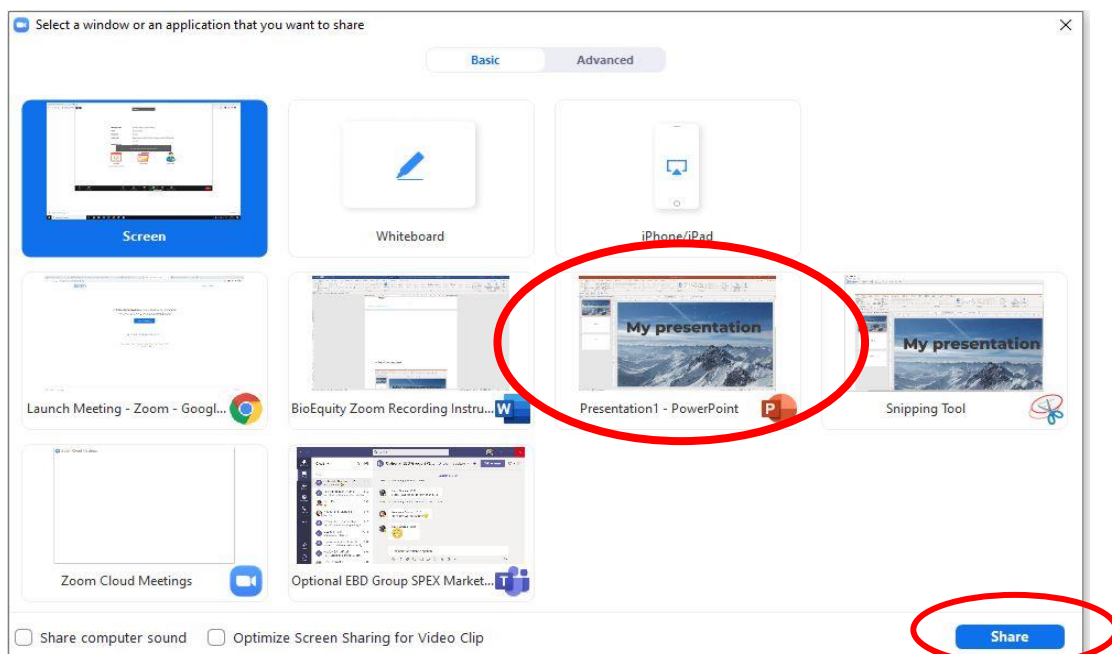 Select a window or an application that you want to share
Basic
Advanced
Screen
Whiteboard
iPhone/iPad
My presentation
My presentation
Launch Meeting - Zoom - Googl...
BioEquity Zoom Recording Instru...
Presentation1 - PowerPoint
Snipping Tool
Zoom Cloud Meetings
Optional EBD Group SPEX Market...
Share computer sound
Optimize Screen Sharing for Video Clip
Share